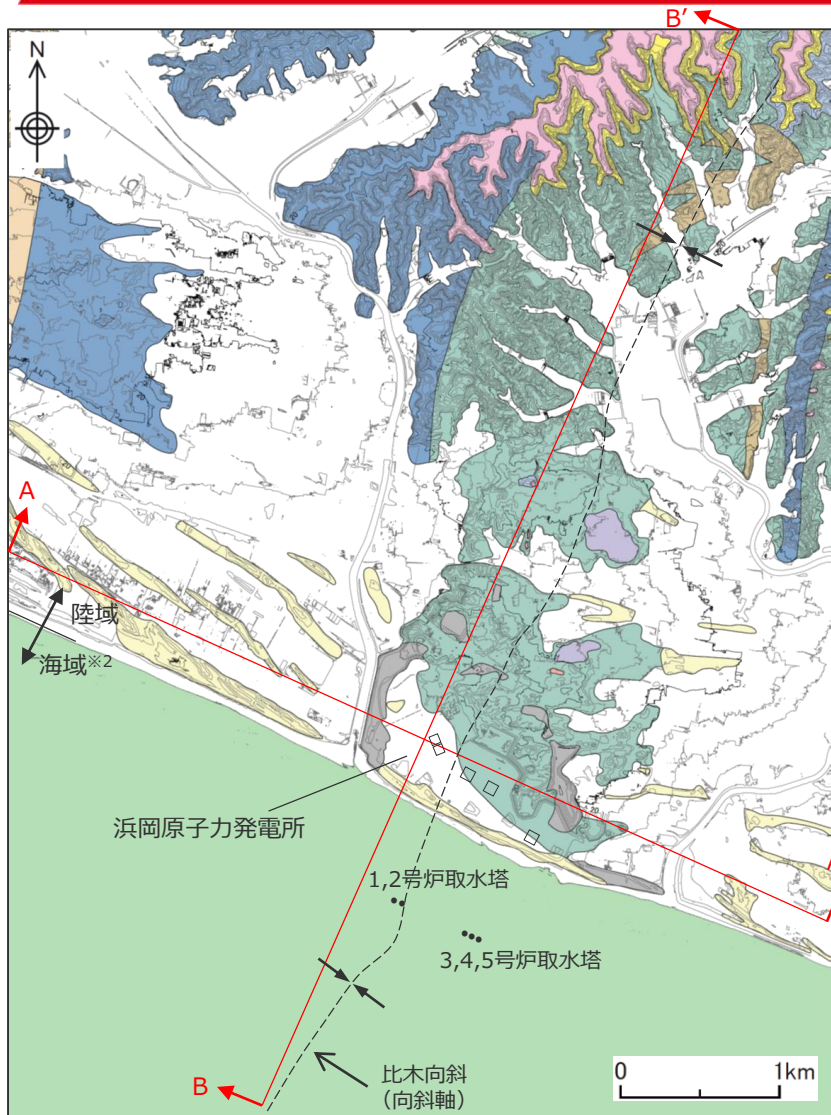 B’
N
A
陸域
海域※2
浜岡原子力発電所
1,2号炉取水塔
3,4,5号炉取水塔
B
比木向斜
（向斜軸）
0 1km